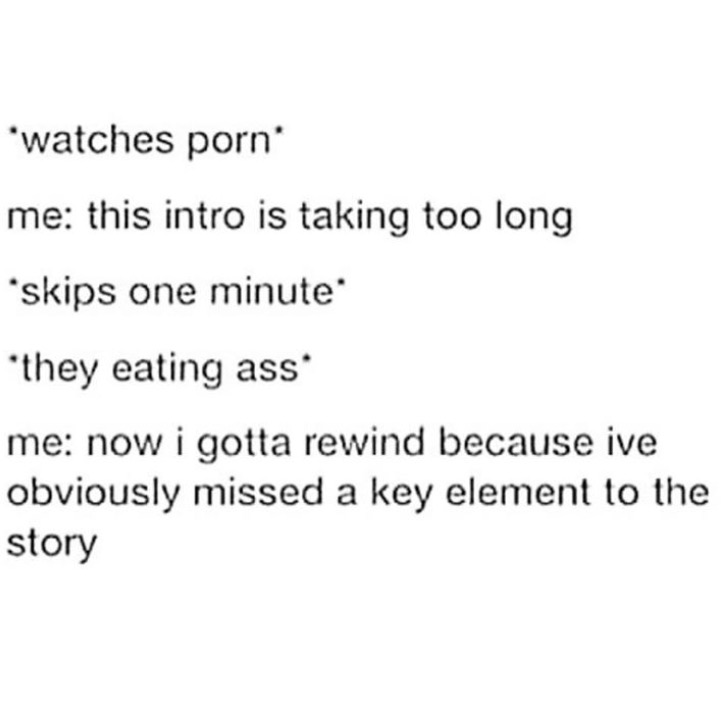 *watches porn*
me: this intro is taking too long
*skips one minute*
*they eating ass*
me: now i gotta rewind because ive
obviously missed a key element to the
story